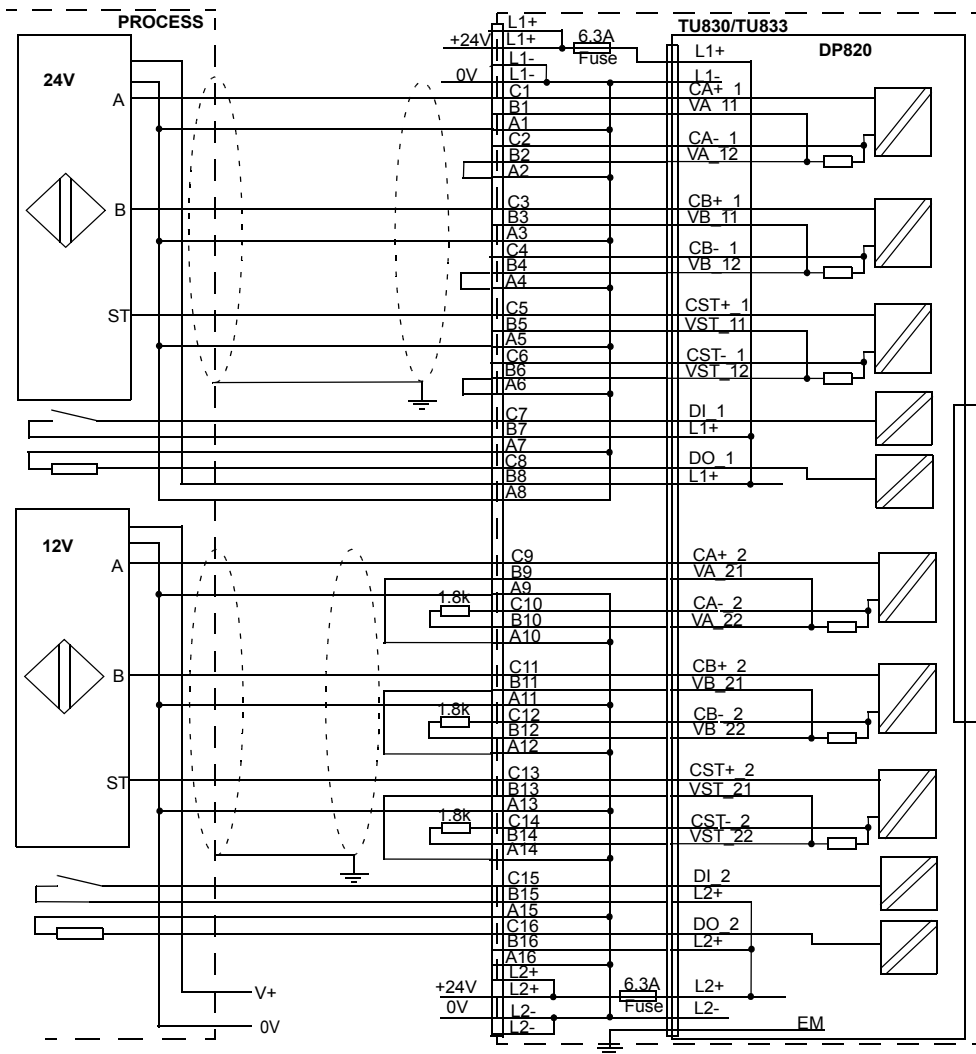 PROCESS
TU830/TU833
DP820
L1+
+24V L1+ 6.3A L1+
Fuse
L1-
0V L1- L1-
24V
A C1 CA+_1
B1 VA_11
A1
C2 CA-_1
B2 VA_12
A2
B C3 CB+_1
B3 VB_11
A3
C4 CB-_1
B4 VB_12
A4
ST C5 CST+_1
B5 VST_11
A5
C6 CST-_1
B6 VST_12
A6
C7 DI_1
B7 L1+
A7
C8 DO_1
B8 L1+
A8
12V
A C9 CA+_2
B9 VA_21
A9
1.8k C10 CA-_2
B10 VA_22
A10
B C11 CB+_2
B11 VB_21
A11
1.8k C12 CB-_2
B12 VB_22
A12
ST C13 CST+_2
B13 VST_21
A13
1.8k C14 CST-_2
B14 VST_22
A14
C15 DI_2
B15 L2+
A15
C16 DO_2
B16 L2+
A16
L2+
V+ +24V L2+ 6.3A L2+
Fuse
0V L2- L2-
0V L2- EM